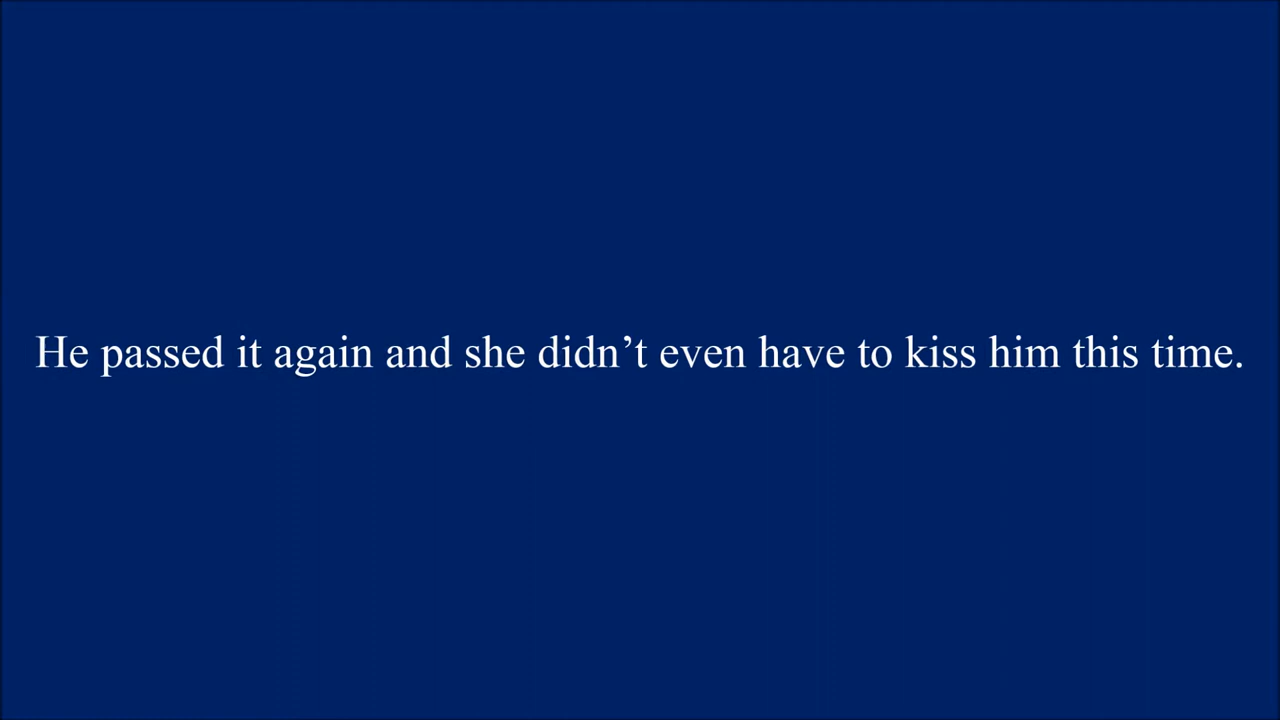 He passed it again and she didn’t even have to kiss him this time.